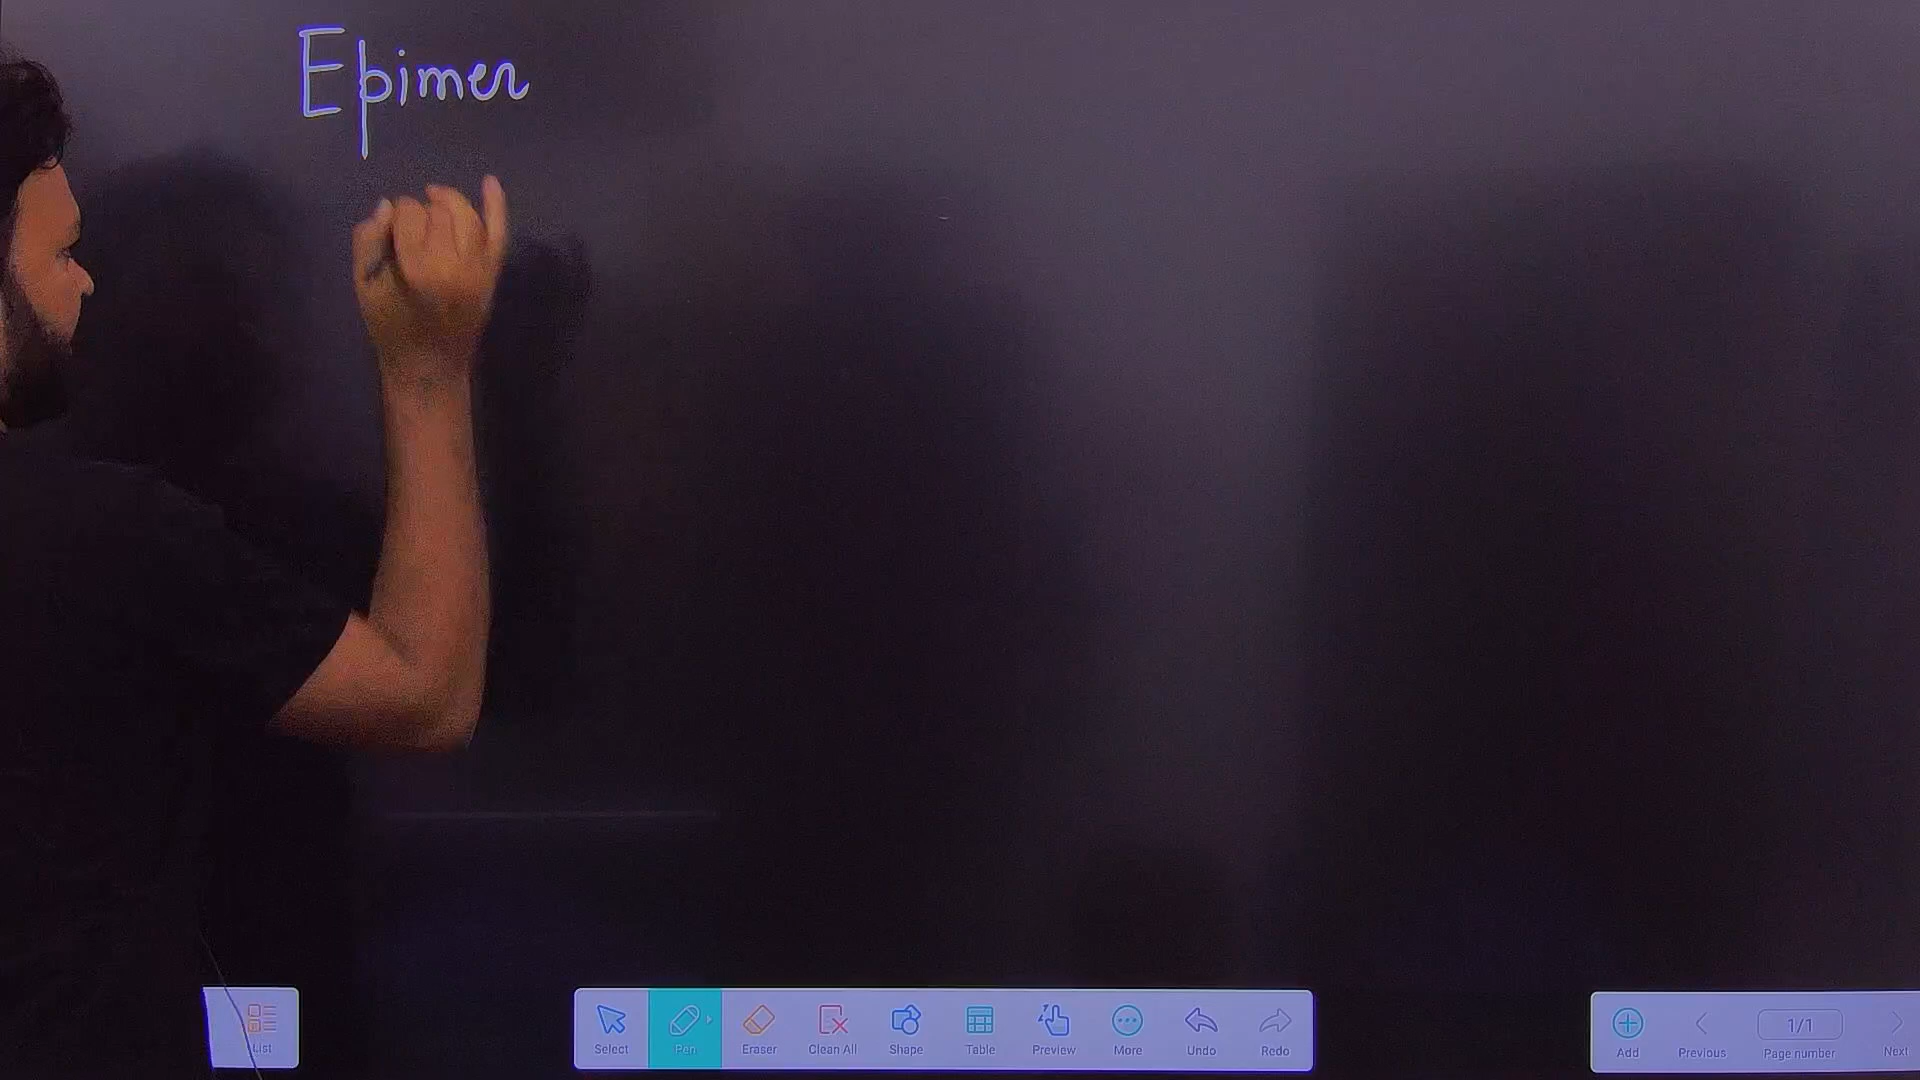 Epimer
List
Select
Pen
Eraser
Clean All
Shape
Table
Preview
More
Undo
Redo
Add
Previous
1/1
Page number
Next